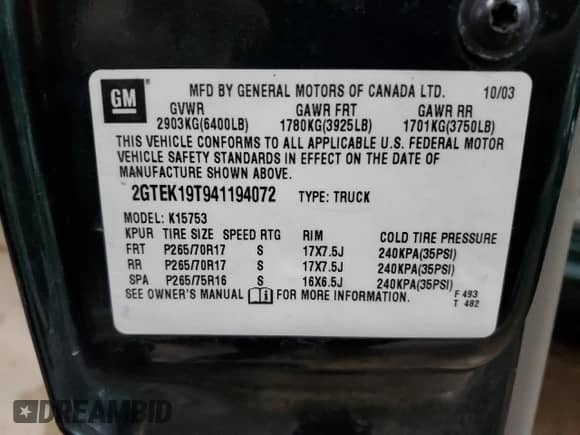 GM
MFD BY GENERAL MOTORS OF CANADA LTD. 10/03
GVWR GAWR FRT GAWR RR
2903KG(6400LB) 1780KG(3925LB) 1701KG(3750LB)
THIS VEHICLE CONFORMS TO ALL APPLICABLE U.S. FEDERAL MOTOR
VEHICLE SAFETY STANDARDS IN EFFECT ON THE DATE OF
MANUFACTURE SHOWN ABOVE.
2GTEK19T941194072 TYPE: TRUCK
MODEL: K15753
KPUR TIRE SIZE SPEED RTG RIM COLD TIRE PRESSURE
FRT P265/70R17 S 17X7.5J 240KPA(35PSI)
RR P265/70R17 S 17X7.5J 240KPA(35PSI)
SPA P265/75R16 S 16X6.5J 240KPA(35PSI)
SEE OWNER'S MANUAL i FOR MORE INFORMATION. F 493
T 482
DREAMBID